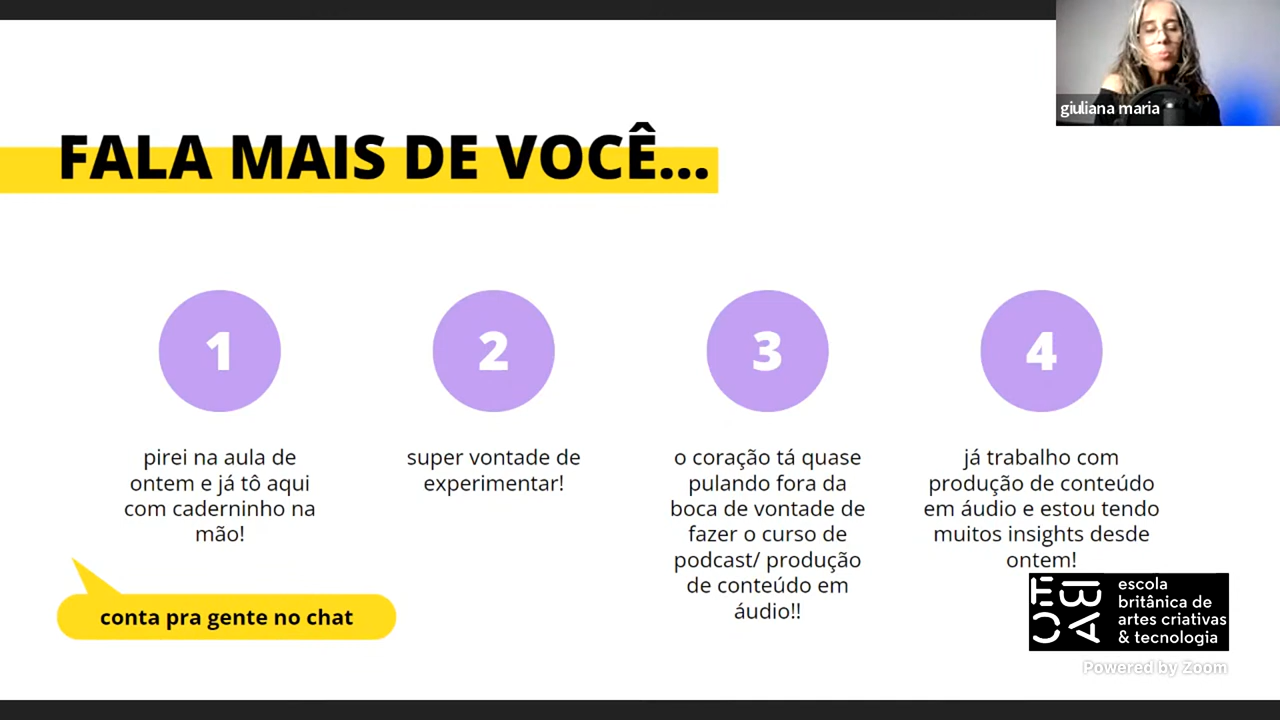 giuliana maria
FALA MAIS DE VOCÊ...
1
pirei na aula de
ontem e já tô aqui
com caderninho na
mão!
2
super vontade de
experimentar!
3
o coração tá quase
pulando fora da
boca de vontade de
fazer o curso de
podcast/ produção
de conteúdo em
áudio!!
4
já trabalho com
produção de conteúdo
em áudio e estou tendo
muitos insights desde
ontem!
conta pra gente no chat
escola
britânica de
artes criativas
& tecnologia
Powered by Zoom